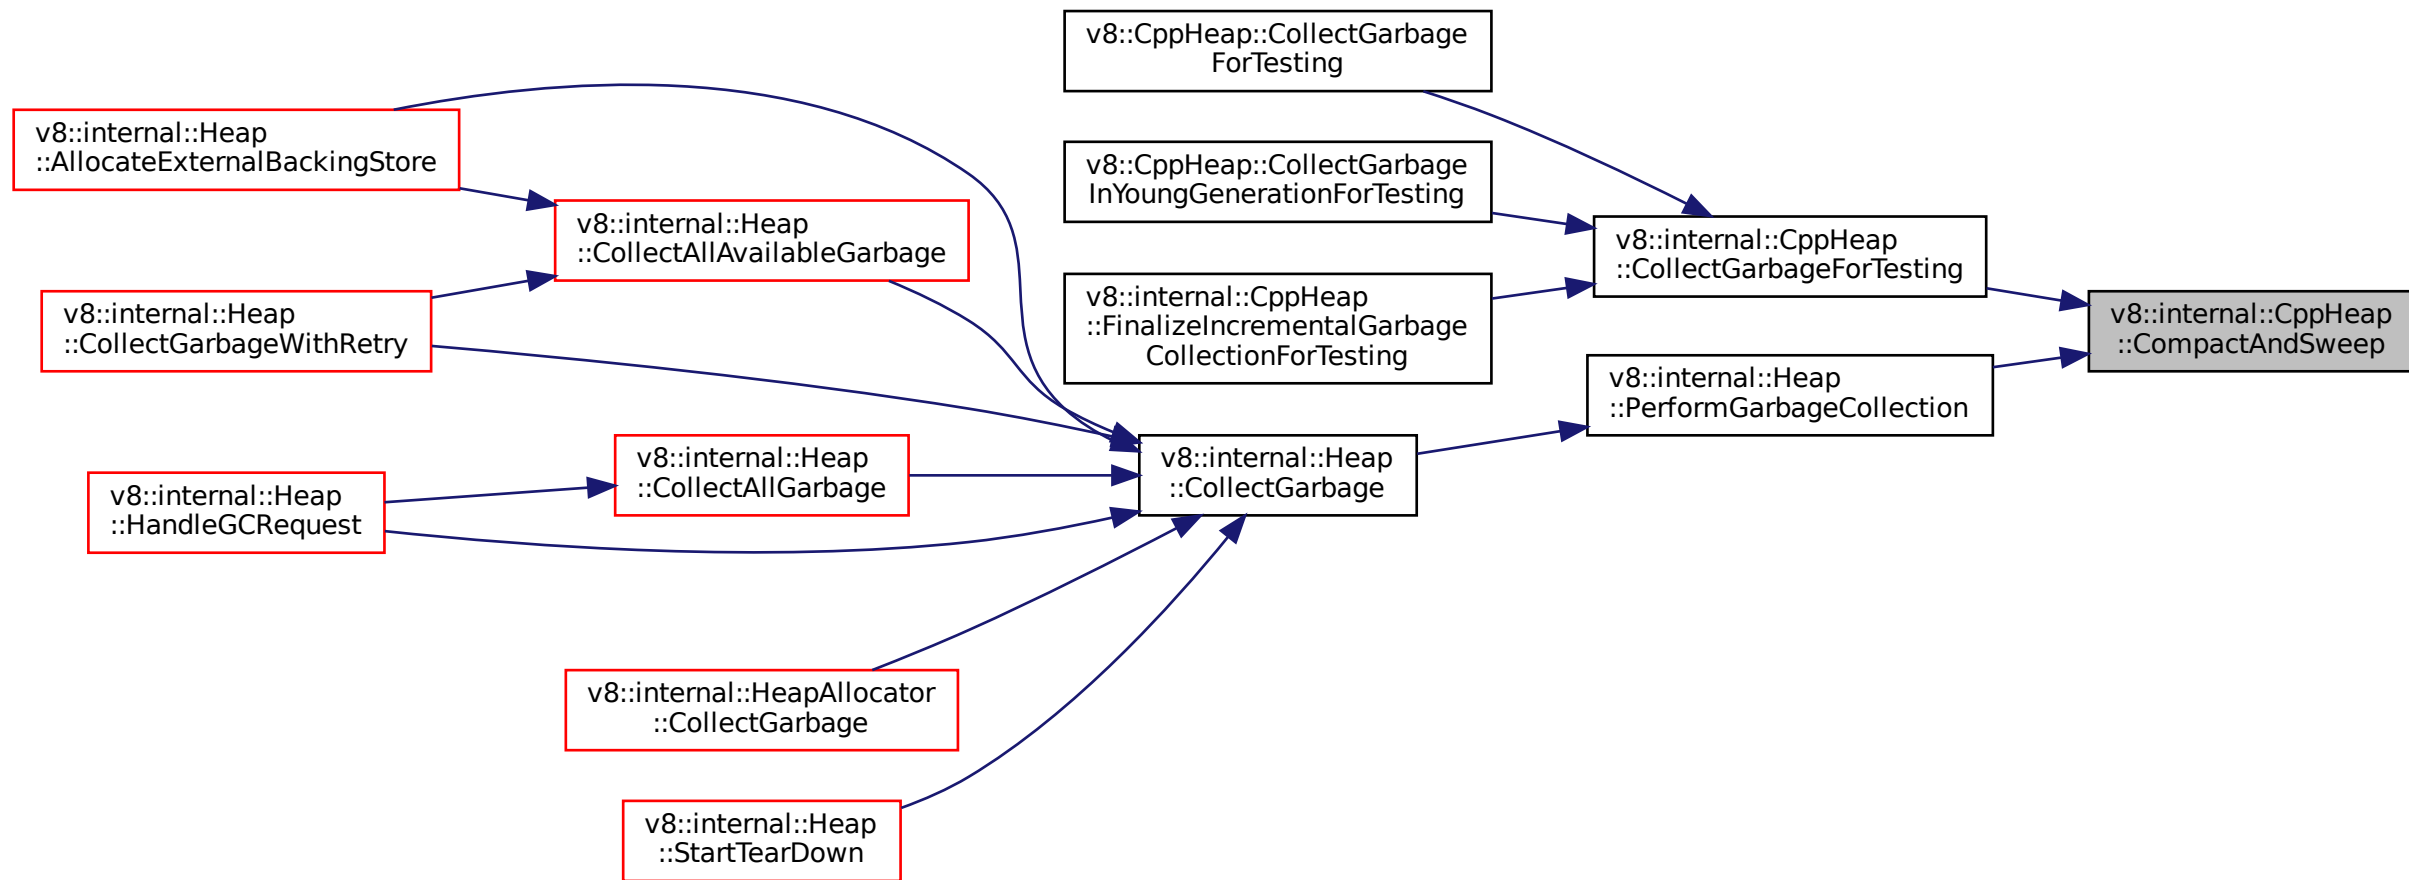 v8::CppHeap::CollectGarbage
ForTesting
v8::internal::Heap
::AllocateExternalBackingStore
v8::CppHeap::CollectGarbage
InYoungGenerationForTesting
v8::internal::Heap
::CollectAllAvailableGarbage
v8::internal::CppHeap
::CollectGarbageForTesting
v8::internal::CppHeap
::FinalizeIncrementalGarbage
CollectionForTesting
v8::internal::Heap
::CollectGarbageWithRetry
v8::internal::CppHeap
::CompactAndSweep
v8::internal::Heap
::PerformGarbageCollection
v8::internal::Heap
::CollectAllGarbage
v8::internal::Heap
::CollectGarbage
v8::internal::Heap
::HandleGCRequest
v8::internal::HeapAllocator
::CollectGarbage
v8::internal::Heap
::StartTearDown